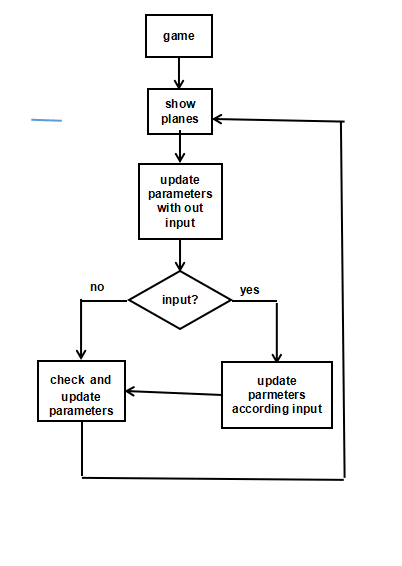 game
show
planes
update
parameters
with out
input
input?
no
yes
check and
update
parameters
update
parmeters
according input